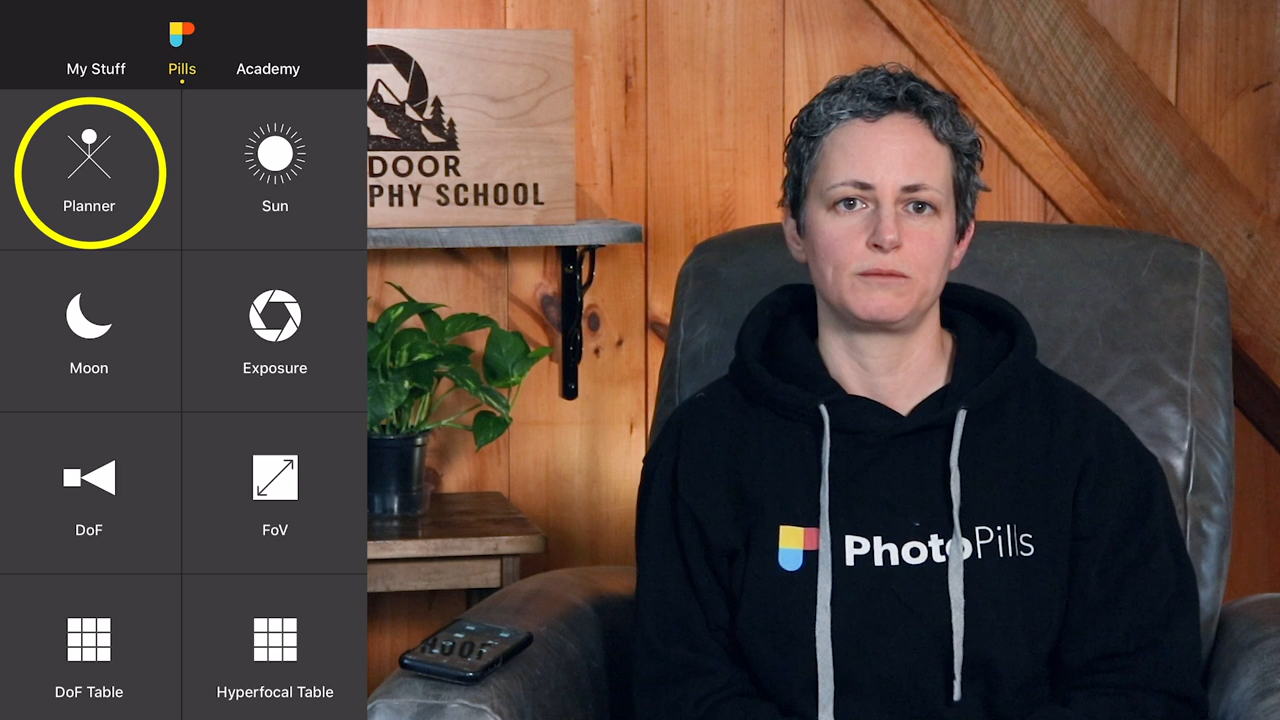 My Stuff Pills Academy
Planner Sun
Moon Exposure
DoF FoV
DoF Table Hyperfocal Table
DOOR
PHY SCHOOL
PhotoPills